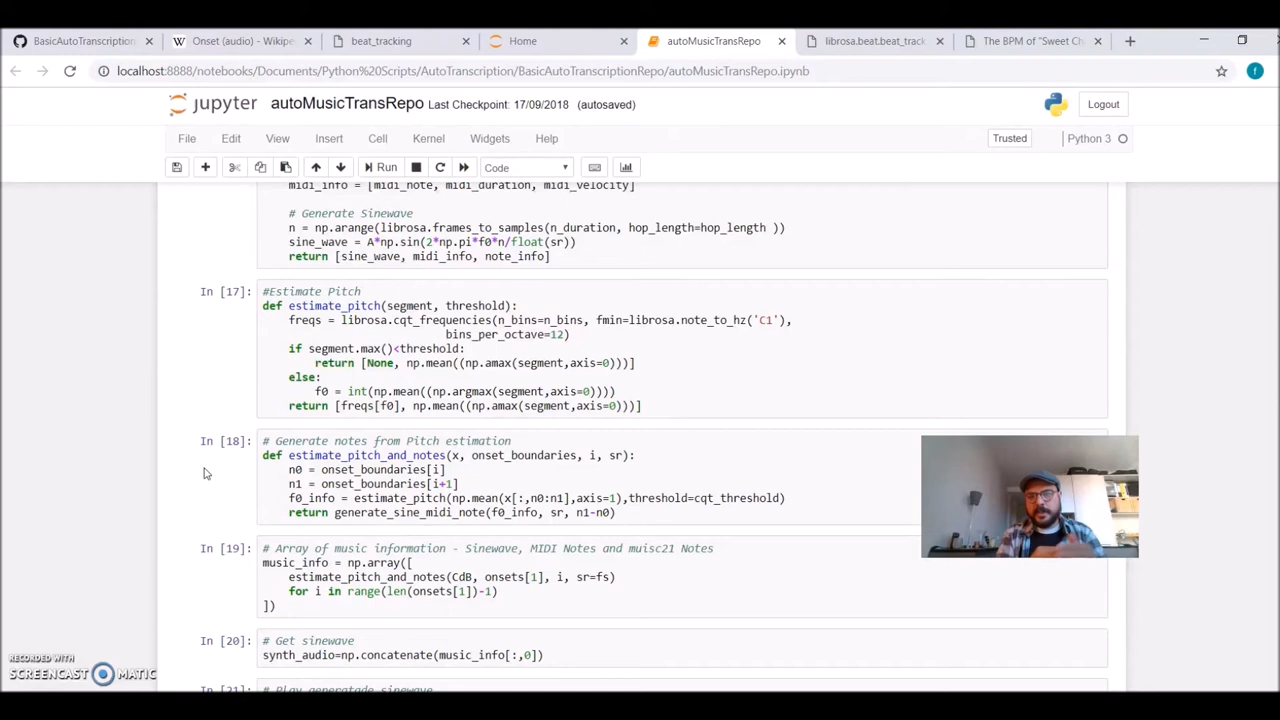 BasicAutoTranscription
Onset (audio) - Wikipe
beat_tracking
Home
autoMusicTransRepo
librosa.beat.beat_track
The BPM of "Sweet Ch
localhost:8888/notebooks/Documents/Python%20Scripts/AutoTranscription/BasicAutoTranscriptionRepo/autoMusicTransRepo.ipynb
f
jupyter autoMusicTransRepo Last Checkpoint: 17/09/2018 (autosaved)
Logout
File Edit View Insert Cell Kernel Widgets Help
Trusted Python 3
Run Code
midi_info = [midi_note, midi_duration, midi_velocity]
# Generate Sinewave
n = np.arange(librosa.frames_to_samples(n_duration, hop_length=hop_length ))
sine_wave = A*np.sin(2*np.pi*f0*n/float(sr))
return [sine_wave, midi_info, note_info]
In [17]: #Estimate Pitch
def estimate_pitch(segment, threshold):
freqs = librosa.cqt_frequencies(n_bins=n_bins, fmin=librosa.note_to_hz('C1'),
bins_per_octave=12)
if segment.max()<threshold:
return [None, np.mean((np.amax(segment,axis=0)))]
else:
f0 = int(np.mean((np.argmax(segment,axis=0))))
return [freqs[f0], np.mean((np.amax(segment,axis=0)))]
In [18]: # Generate notes from Pitch estimation
def estimate_pitch_and_notes(x, onset_boundaries, i, sr):
n0 = onset_boundaries[i]
n1 = onset_boundaries[i+1]
f0_info = estimate_pitch(np.mean(x[:,n0:n1],axis=1),threshold=cqt_threshold)
return generate_sine_midi_note(f0_info, sr, n1-n0)
In [19]: # Array of music information - Sinewave, MIDI Notes and muisc21 Notes
music_info = np.array([
estimate_pitch_and_notes(CdB, onsets[1], i, sr=fs)
for i in range(len(onsets[1])-1)
])
In [20]: # Get sinewave
synth_audio=np.concatenate(music_info[:,0])
In [21]: # Play generatade sinewave
RECORDED WITH
SCREENCAST MATIC